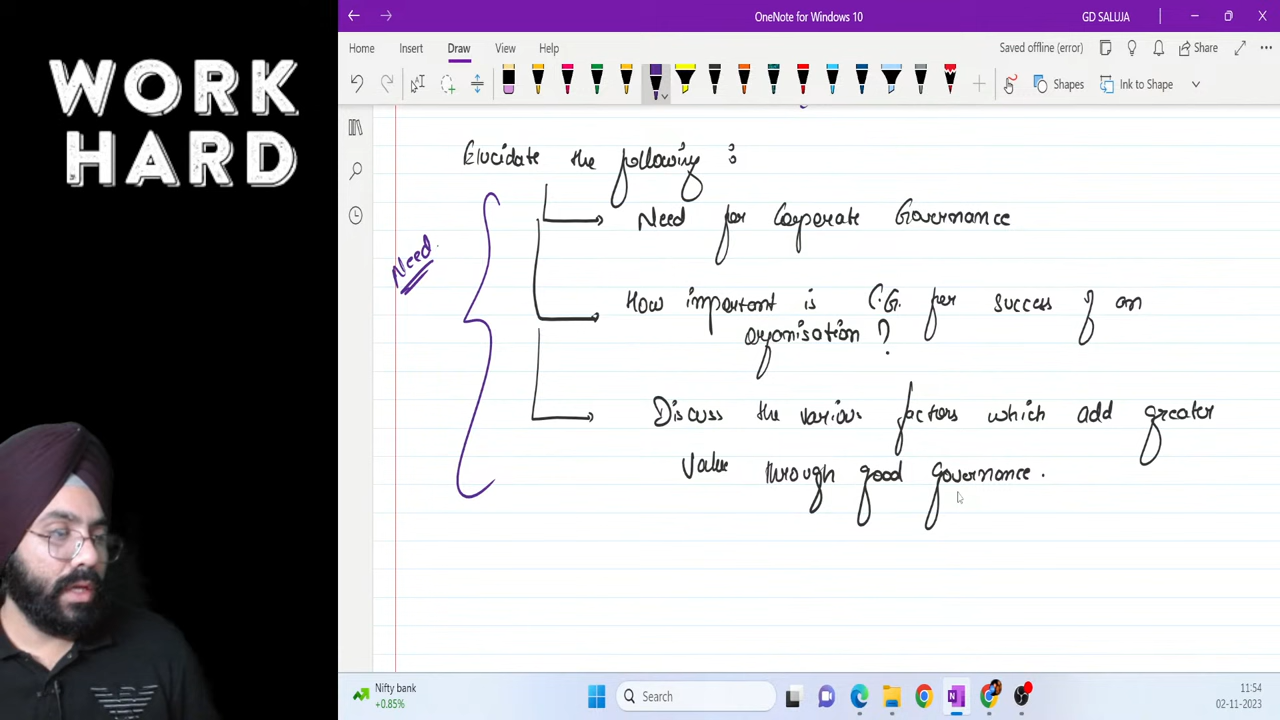 WORK
HARD
OneNote for Windows 10
GD SALUJA
Home Insert Draw View Help
Saved offline (error)
Share
Shapes
Ink to Shape
Elucidate the following :
Need for Corporate Governance
Need
How important is C.G. for success of an
organisation ?
Discuss the various factors which add greater
value through good Governance.
Nifty bank
+0.85%
Search
1:54
02-11-2023